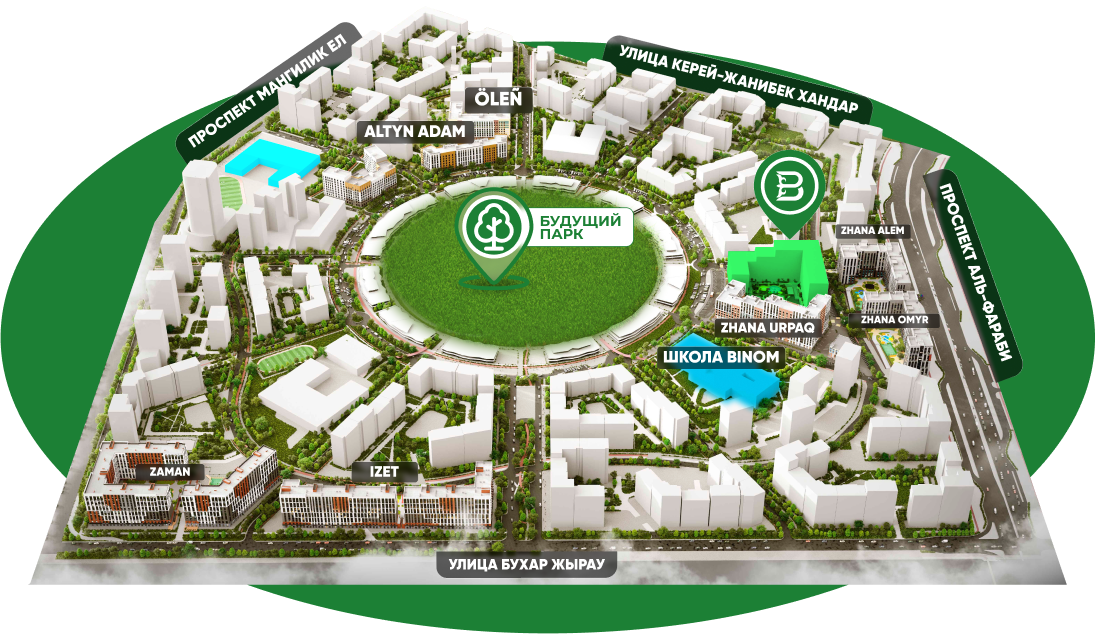 ПРОСПЕКТ МАНГИЛИК ЕЛ
УЛИЦА КЕРЕЙ-ЖАНИБЕК ХАНДАР
ÖLEÑ
ALTYN ADAM
B
ПРОСПЕКТ АЛЬ-ФАРАБИ
БУДУЩИЙ
ПАРК
ZHANA ALEM
ZHANA OMYR
ZHANA URPAQ
ШКОЛА BINOM
ZAMAN
IZET
УЛИЦА БУХАР ЖЫРАУ